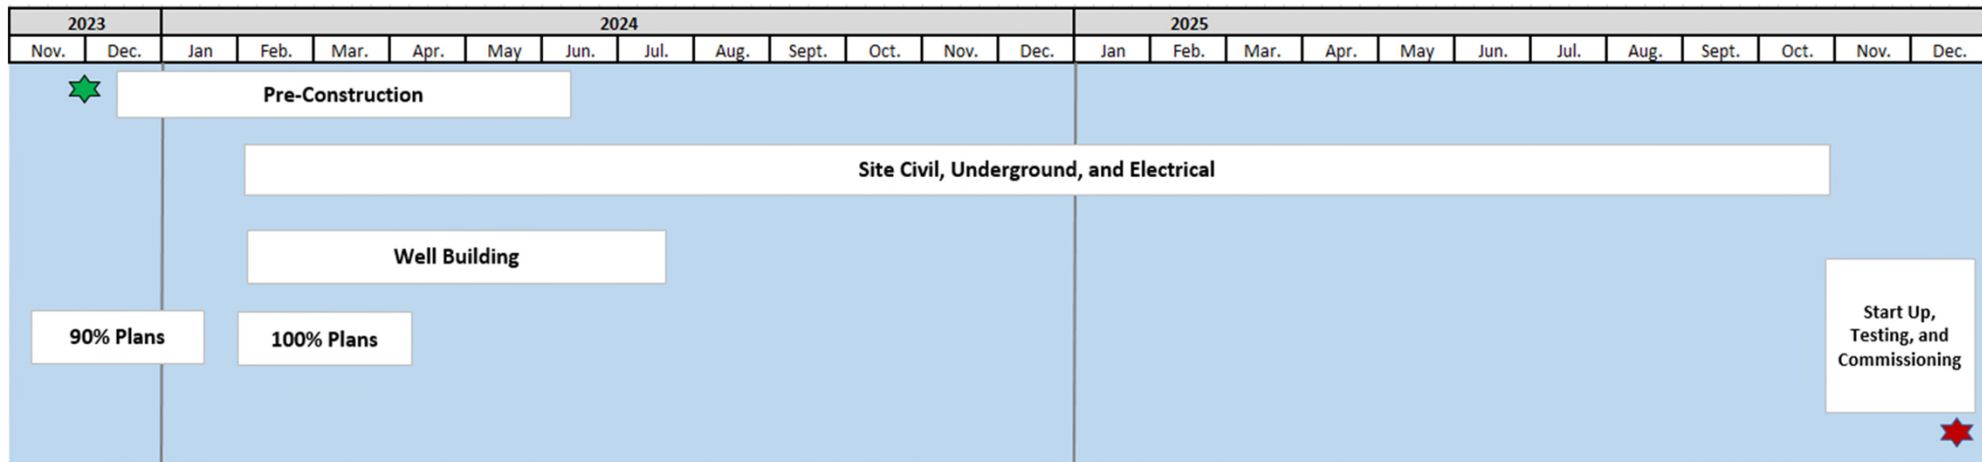 2023 2024 2025
Nov. Dec. Jan Feb. Mar. Apr. May Jun. Jul. Aug. Sept. Oct. Nov. Dec. Jan Feb. Mar. Apr. May Jun. Jul. Aug. Sept. Oct. Nov. Dec.
Pre-Construction
Site Civil, Underground, and Electrical
Well Building
90% Plans
100% Plans
Start Up,
Testing, and
Commissioning